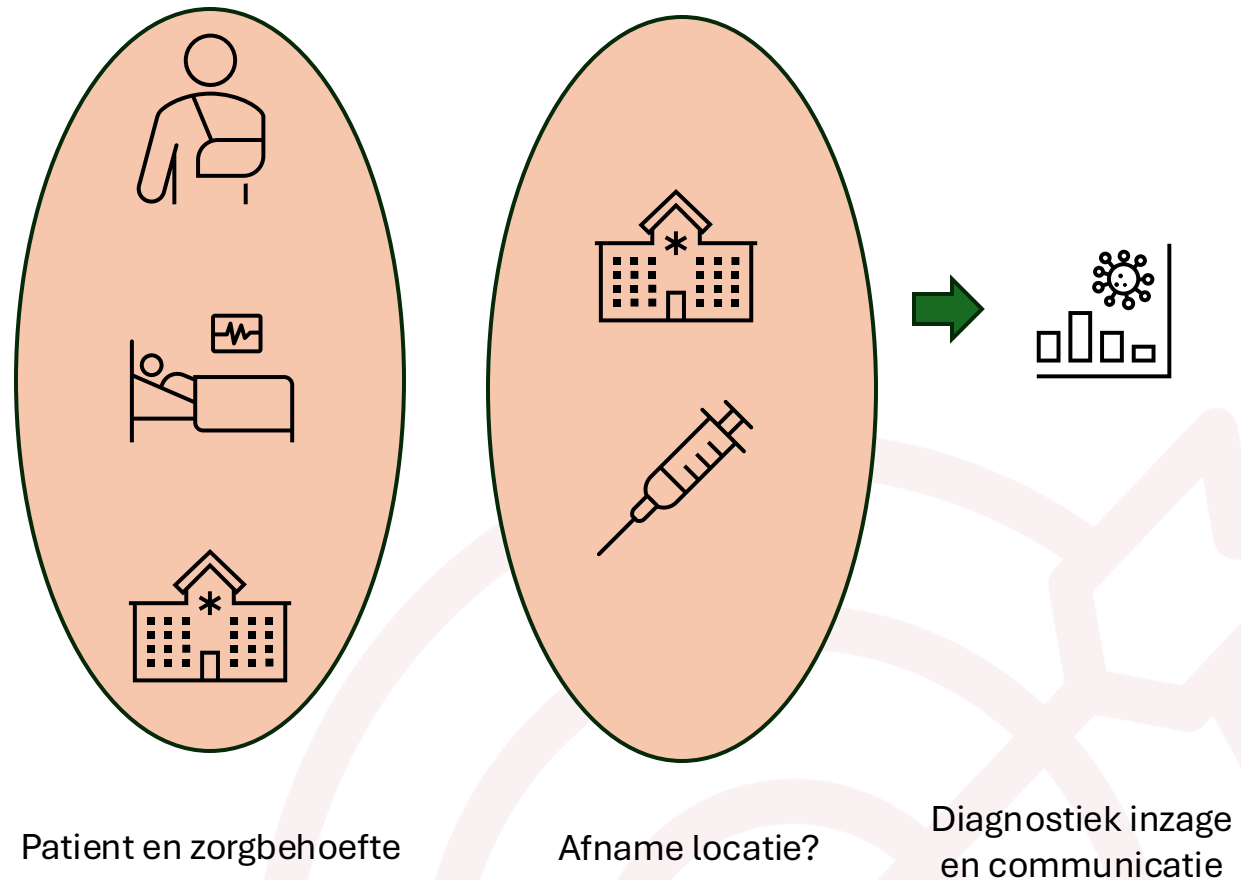 Patient en zorgbehoefte
Afname locatie?
Diagnostiek inzage
en communicatie